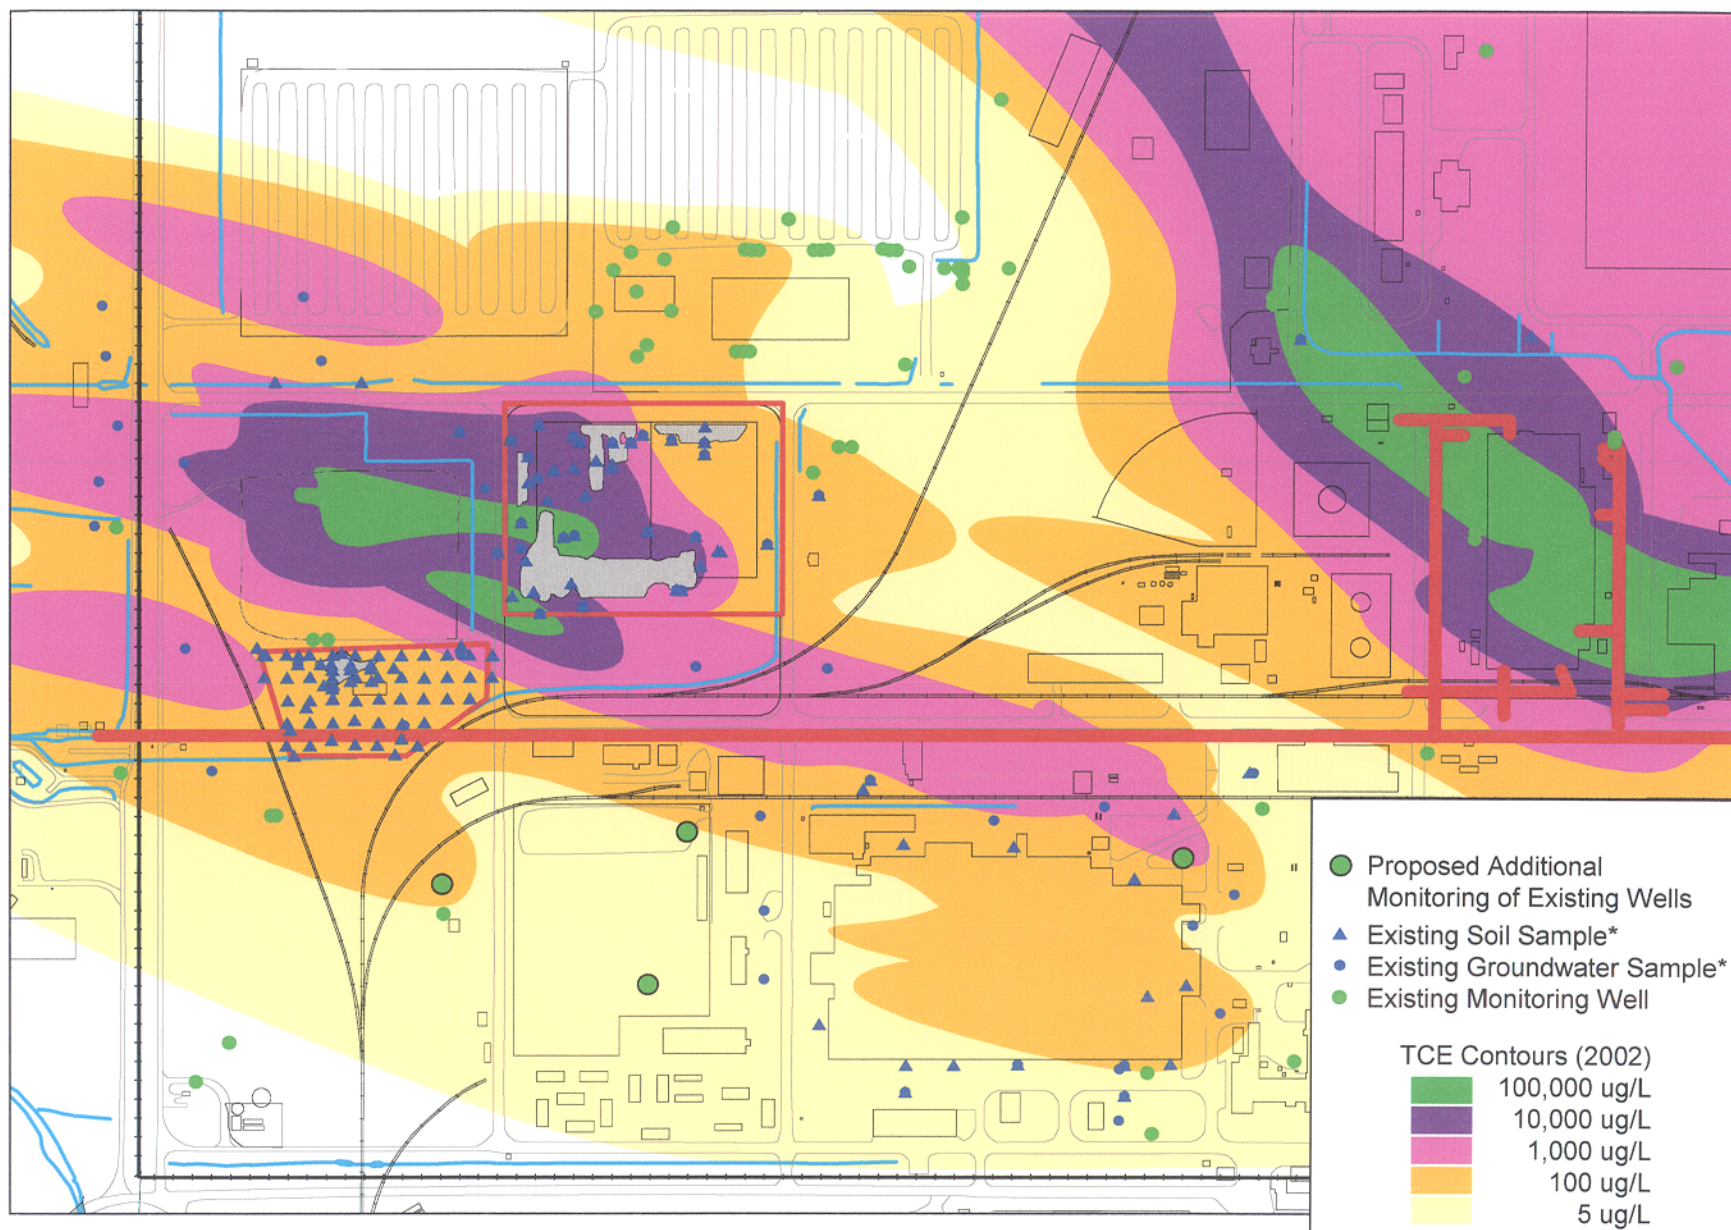 Proposed Additional
Monitoring of Existing Wells
Existing Soil Sample*
Existing Groundwater Sample*
Existing Monitoring Well
TCE Contours (2002)
100,000 ug/L
10,000 ug/L
1,000 ug/L
100 ug/L
5 ug/L